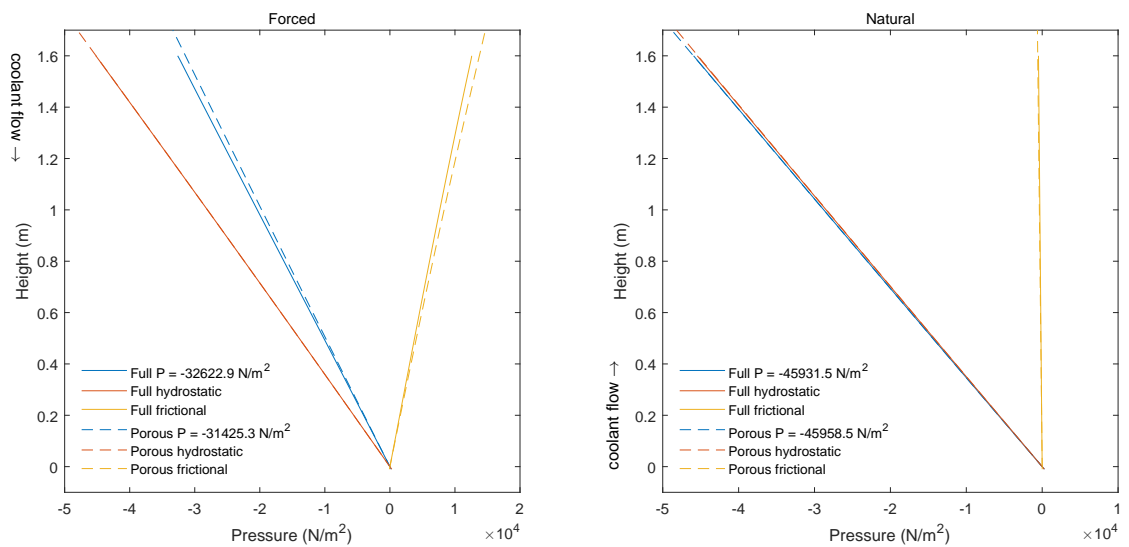 Forced
1.6
1.4
1.2
1
0.8
0.6
0.4
0.2
0
Height (m)
coolant flow →
Full P = -32622.9 N/m2
Full hydrostatic
Full frictional
Porous P = -31425.3 N/m2
Porous hydrostatic
Porous frictional
-5 -4 -3 -2 -1 0 1 2
Pressure (N/m2)
×10^4
Natural
1.6
1.4
1.2
1
0.8
0.6
0.4
0.2
0
Height (m)
coolant flow →
Full P = -45931.5 N/m2
Full hydrostatic
Full frictional
Porous P = -45958.5 N/m2
Porous hydrostatic
Porous frictional
-5 -4 -3 -2 -1 0 1
Pressure (N/m2)
×10^4